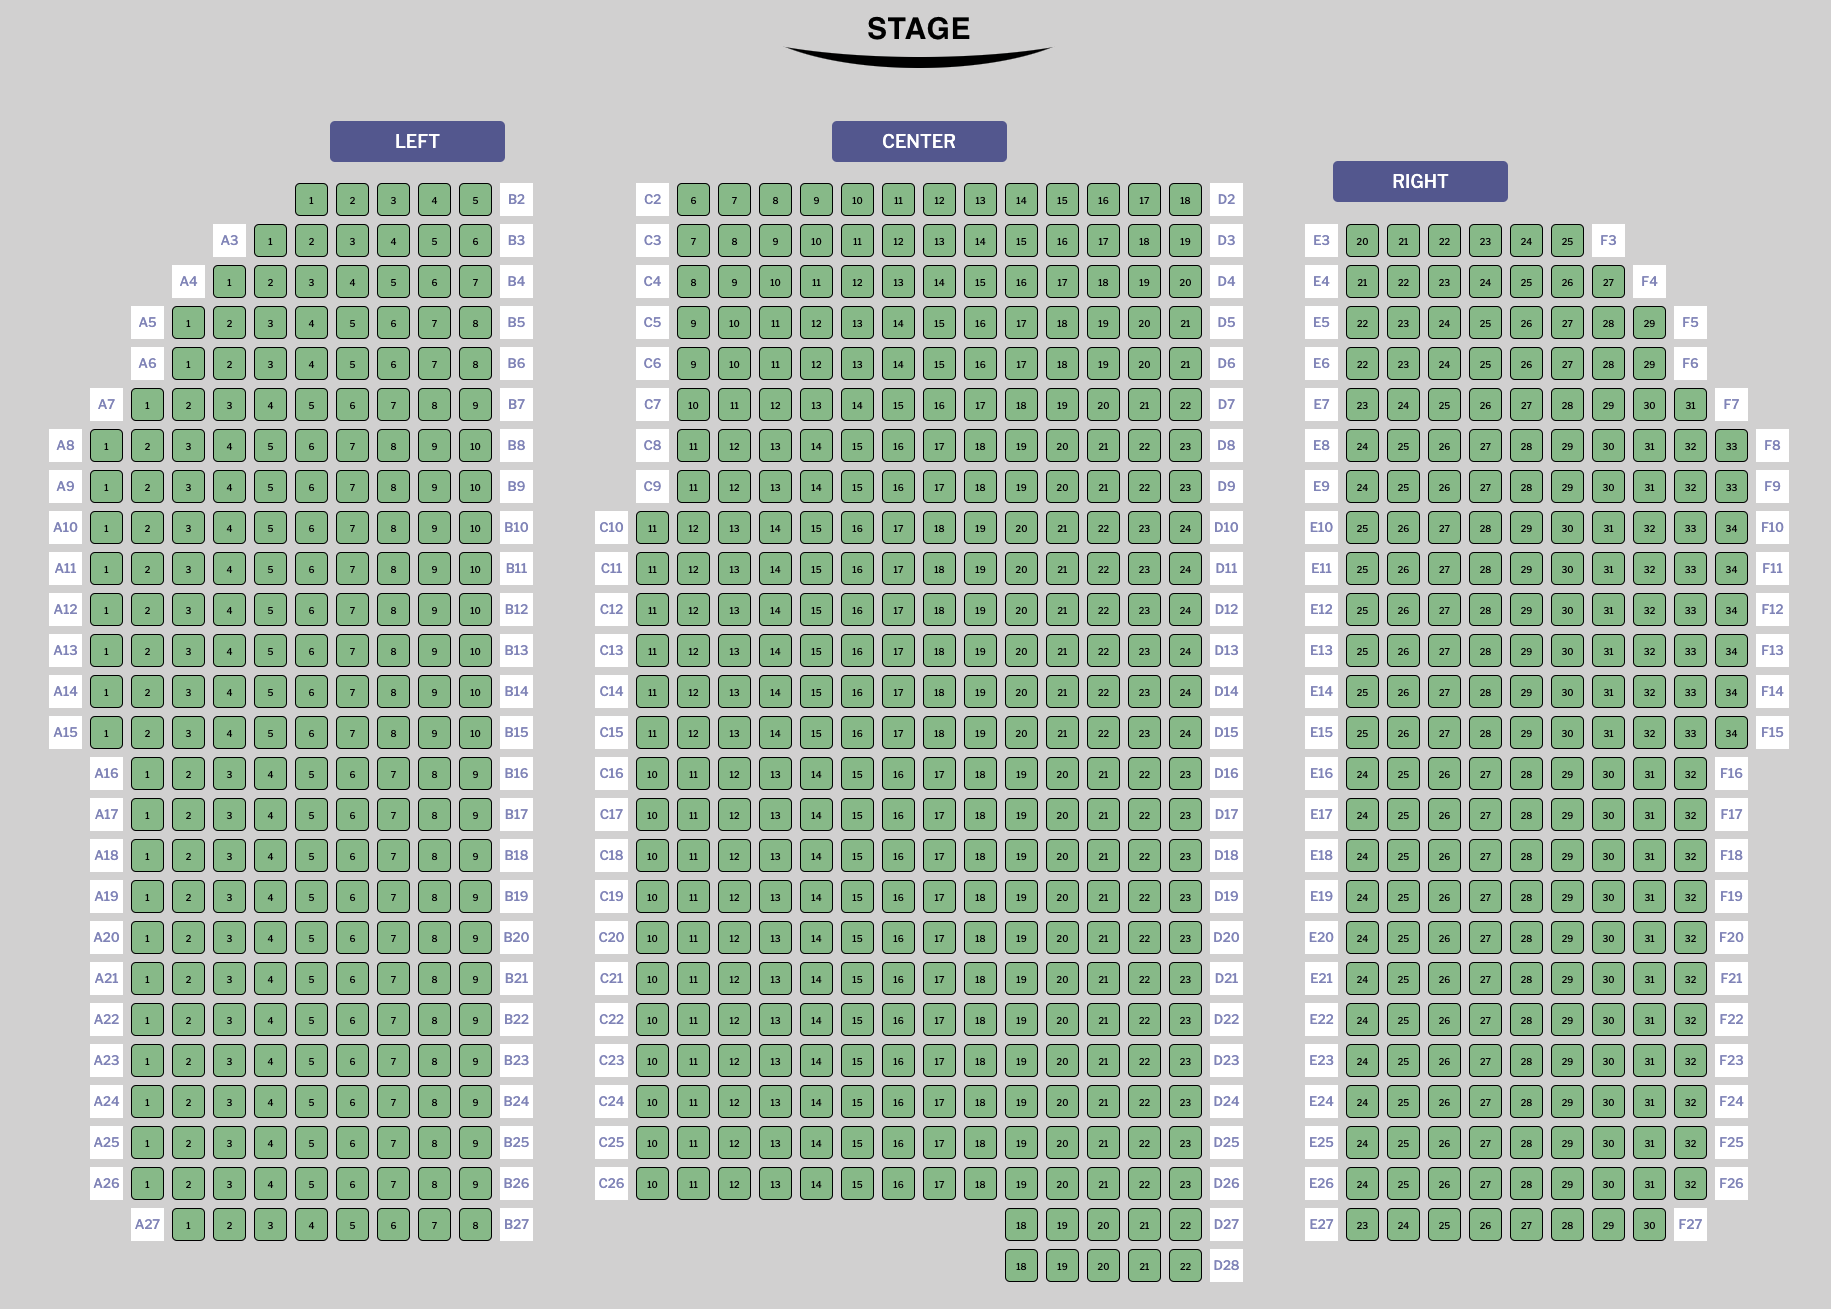 STAGE
LEFT CENTER
RIGHT
1 2 3 4 5 B2 C2 6 7 8 9 10 11 12 13 14 15 16 17 18 D2
A3 1 2 3 4 5 6 B3 C3 7 8 9 10 11 12 13 14 15 16 17 18 19 D3 E3 20 21 22 23 24 25 F3
A4 1 2 3 4 5 6 7 B4 C4 8 9 10 11 12 13 14 15 16 17 18 19 20 D4 E4 21 22 23 24 25 26 27 F4
A5 1 2 3 4 5 6 7 8 B5 C5 9 10 11 12 13 14 15 16 17 18 19 20 21 D5 E5 22 23 24 25 26 27 28 29 F5
A6 1 2 3 4 5 6 7 8 B6 C6 9 10 11 12 13 14 15 16 17 18 19 20 21 D6 E6 22 23 24 25 26 27 28 29 F6
A7 1 2 3 4 5 6 7 8 9 B7 C7 10 11 12 13 14 15 16 17 18 19 20 21 22 D7 E7 23 24 25 26 27 28 29 30 31 F7
A8 1 2 3 4 5 6 7 8 9 10 B8 C8 11 12 13 14 15 16 17 18 19 20 21 22 23 D8 E8 24 25 26 27 28 29 30 31 32 33 F8
A9 1 2 3 4 5 6 7 8 9 10 B9 C9 11 12 13 14 15 16 17 18 19 20 21 22 23 D9 E9 24 25 26 27 28 29 30 31 32 33 F9
A10 1 2 3 4 5 6 7 8 9 10 B10 C10 11 12 13 14 15 16 17 18 19 20 21 22 23 24 D10 E10 25 26 27 28 29 30 31 32 33 34 F10
A11 1 2 3 4 5 6 7 8 9 10 B11 C11 11 12 13 14 15 16 17 18 19 20 21 22 23 24 D11 E11 25 26 27 28 29 30 31 32 33 34 F11
A12 1 2 3 4 5 6 7 8 9 10 B12 C12 11 12 13 14 15 16 17 18 19 20 21 22 23 24 D12 E12 25 26 27 28 29 30 31 32 33 34 F12
A13 1 2 3 4 5 6 7 8 9 10 B13 C13 11 12 13 14 15 16 17 18 19 20 21 22 23 24 D13 E13 25 26 27 28 29 30 31 32 33 34 F13
A14 1 2 3 4 5 6 7 8 9 10 B14 C14 11 12 13 14 15 16 17 18 19 20 21 22 23 24 D14 E14 25 26 27 28 29 30 31 32 33 34 F14
A15 1 2 3 4 5 6 7 8 9 10 B15 C15 11 12 13 14 15 16 17 18 19 20 21 22 23 24 D15 E15 25 26 27 28 29 30 31 32 33 34 F15
A16 1 2 3 4 5 6 7 8 9 B16 C16 10 11 12 13 14 15 16 17 18 19 20 21 22 23 D16 E16 24 25 26 27 28 29 30 31 32 F16
A17 1 2 3 4 5 6 7 8 9 B17 C17 10 11 12 13 14 15 16 17 18 19 20 21 22 23 D17 E17 24 25 26 27 28 29 30 31 32 F17
A18 1 2 3 4 5 6 7 8 9 B18 C18 10 11 12 13 14 15 16 17 18 19 20 21 22 23 D18 E18 24 25 26 27 28 29 30 31 32 F18
A19 1 2 3 4 5 6 7 8 9 B19 C19 10 11 12 13 14 15 16 17 18 19 20 21 22 23 D19 E19 24 25 26 27 28 29 30 31 32 F19
A20 1 2 3 4 5 6 7 8 9 B20 C20 10 11 12 13 14 15 16 17 18 19 20 21 22 23 D20 E20 24 25 26 27 28 29 30 31 32 F20
A21 1 2 3 4 5 6 7 8 9 B21 C21 10 11 12 13 14 15 16 17 18 19 20 21 22 23 D21 E21 24 25 26 27 28 29 30 31 32 F21
A22 1 2 3 4 5 6 7 8 9 B22 C22 10 11 12 13 14 15 16 17 18 19 20 21 22 23 D22 E22 24 25 26 27 28 29 30 31 32 F22
A23 1 2 3 4 5 6 7 8 9 B23 C23 10 11 12 13 14 15 16 17 18 19 20 21 22 23 D23 E23 24 25 26 27 28 29 30 31 32 F23
A24 1 2 3 4 5 6 7 8 9 B24 C24 10 11 12 13 14 15 16 17 18 19 20 21 22 23 D24 E24 24 25 26 27 28 29 30 31 32 F24
A25 1 2 3 4 5 6 7 8 9 B25 C25 10 11 12 13 14 15 16 17 18 19 20 21 22 23 D25 E25 24 25 26 27 28 29 30 31 32 F25
A26 1 2 3 4 5 6 7 8 9 B26 C26 10 11 12 13 14 15 16 17 18 19 20 21 22 23 D26 E26 24 25 26 27 28 29 30 31 32 F26
A27 1 2 3 4 5 6 7 8 B27 18 19 20 21 22 D27 E27 23 24 25 26 27 28 29 30 F27
18 19 20 21 22 D28